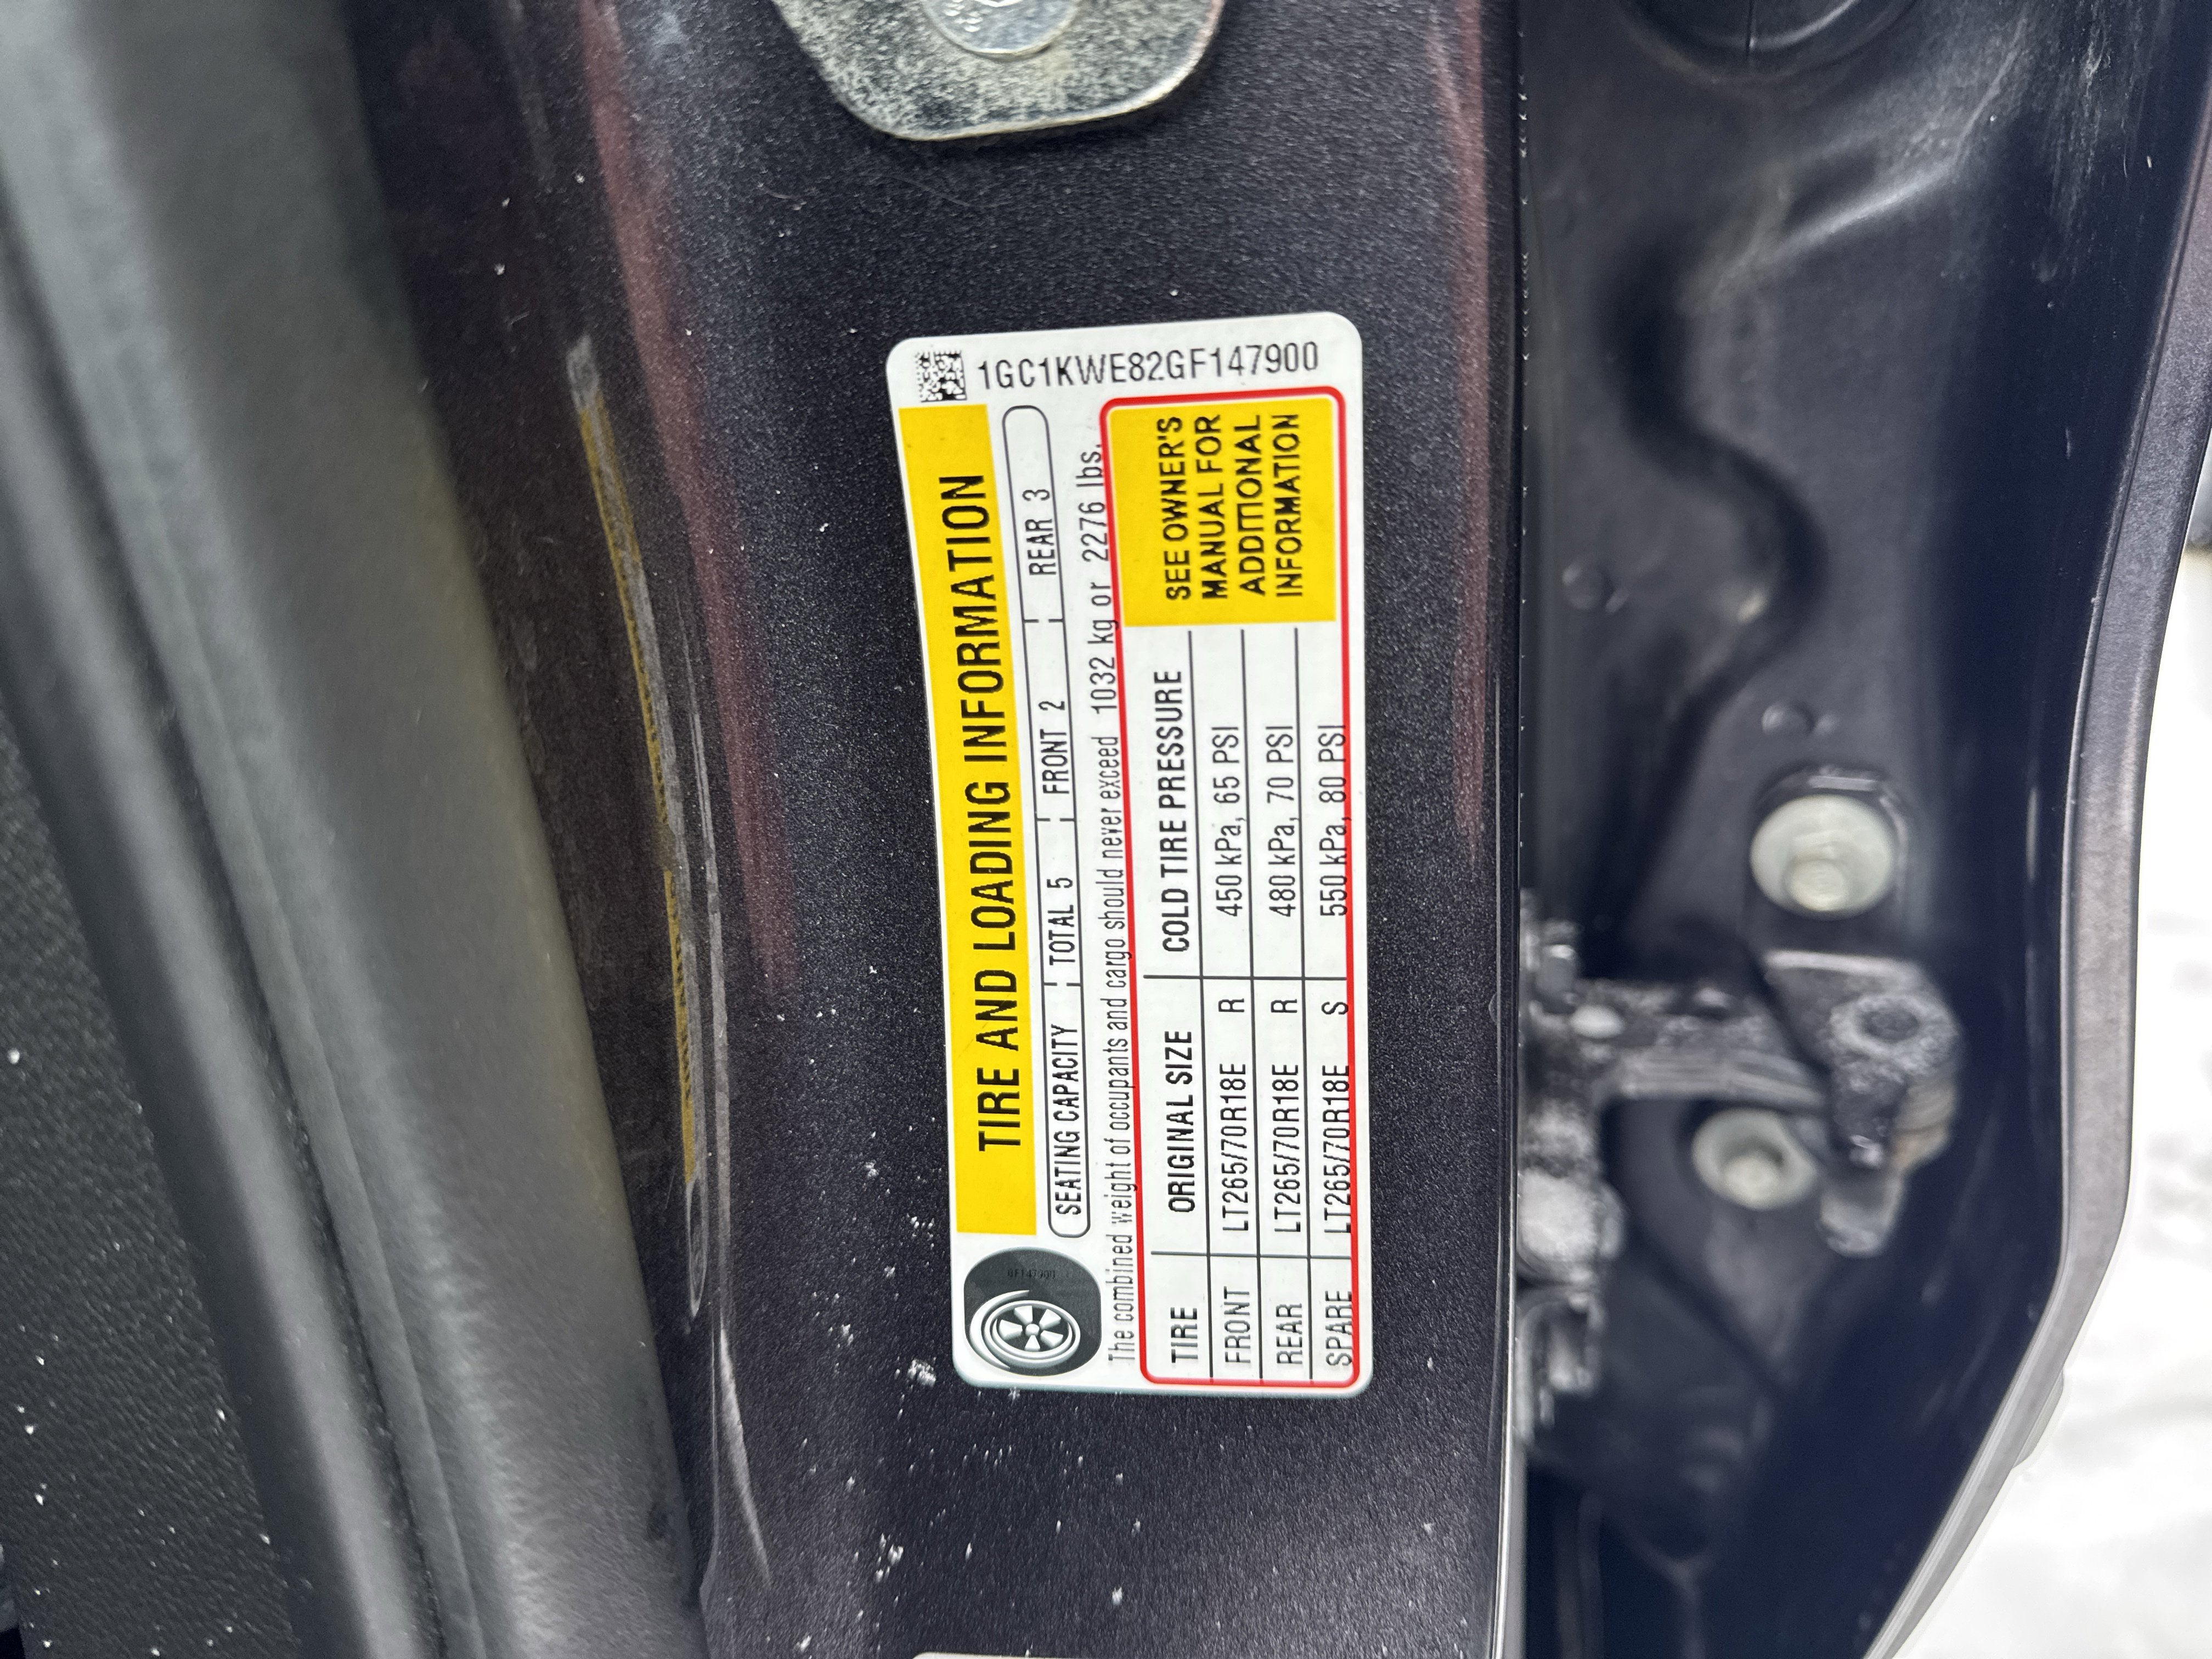 1GC1KWE82GF147900
TIRE AND LOADING INFORMATION
SEATING CAPACITY TOTAL 5 FRONT 2 REAR 3
The combined weight of occupants and cargo should never exceed 1032 kg or 2276 lbs.
TIRE ORIGINAL SIZE COLD TIRE PRESSURE
FRONT LT265/70R18E R 450 kPa, 65 PSI
REAR LT265/70R18E R 480 kPa, 70 PSI
SPARE LT265/70R18E S 550 kPa, 80 PSI
SEE OWNER'S
MANUAL FOR
ADDITIONAL
INFORMATION
GF147900